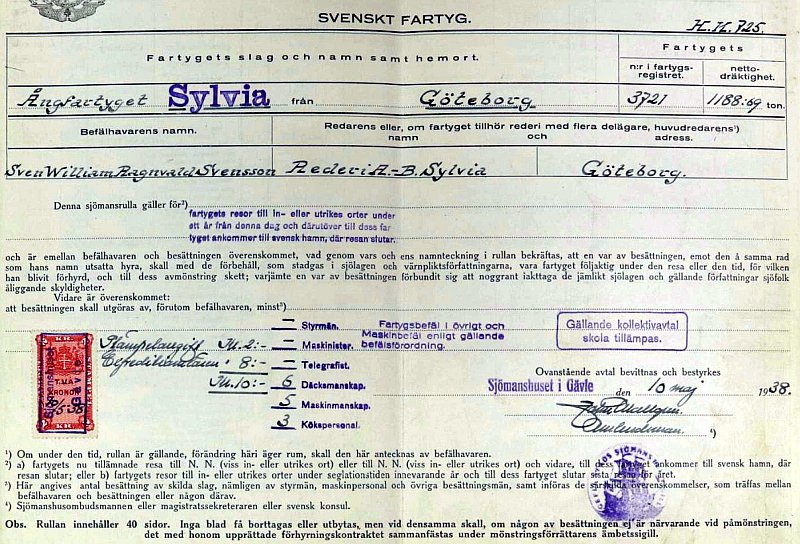 SVENSKT FARTYG.
H.H. 725.
Fartygets slag och namn samt hemort.
Fartygets
n:r i fartygs-registret.
netto-dräktighet.
Ångfartyget Sylvia från Göteborg 3721 1188:69 ton.
Befälhavarens namn.
Redarens eller, om fartyget tillhör rederi med flera delägare, huvudredarens¹)
namn och adress.
Sven William Ragnvald Svensson Rederi A.-B. Sylvia Göteborg.
Denna sjömansrulla gäller för²)
fartygets resor till in- eller utrikes orter under
ett år från denna dag och därutöver till dess far
tyget ankommer till svensk hamn, där resan slutar.
och är emellan befälhavaren och besättningen överenskommet, vad genom vars och ens namnteckning i rullan bekräftas, att en var av besättningen, emot den å samma rad
som hans namn utsatta hyra, skall med de förbehåll, som stadgas i sjölagen och värnpliktsförfattningarna, vara fartyget följaktig under den resa eller den tid, för vilken
han blivit förhyrd, och till dess avmönstring skett; varjämte en var av besättningen förbundit sig att noggrant iakttaga de jämlikt sjölagen och gällande författningar sjöfolk
åliggande skyldigheter.
Vidare är överenskommet:
att besättningen skall utgöras av, förutom befälhavaren, minst³)
— Styrmän.
— Maskinister.
— Telegrafist.
6 Däcksmanskap.
5 Maskinmanskap.
3 Kökspersonal.
Fartygsbefäl i övrigt och
Maskinbefäl enligt gällande
befälsförordning.
Gällande kollektivavtal
skola tillämpas.
Stämpelavgift Kr. 2:-
8:-
Kr. 10:-
KR. KR.
TVÅ
KRONOR
Ovanstående avtal bevittnas och bestyrkes
Sjömanshuset i Gävle den 10 maj 1938.
Ombudsman. ⁴)
¹) Om under den tid, rullan är gällande, förändring häri äger rum, skall den här antecknas av befälhavaren.
²) a) fartygets nu tillämnade resa till N. N. (viss in- eller utrikes ort) eller till N. N. (viss in- eller utrikes ort) och vidare, till dess fartyget ankommer till svensk hamn, där
resan slutar; eller b) fartygets resor till in- eller utrikes orter under seglationstiden innevarande år och till dess fartyget slutar sista resan för året.
³) Här angives antal besättning av skilda slag, nämligen av styrmän, maskinpersonal och övriga besättningsmän, samt införas de särskilda överenskommelser, som träffas mellan
befälhavaren och besättningen eller någon därav.
⁴) Sjömansombudsmannen eller magistratssekreteraren eller svensk konsul.
Obs. Rullan innehåller 40 sidor. Inga blad få borttagas eller utbytas, men vid densamma skall, om någon av besättningen ej är närvarande vid påmönstringen,
det med honom upprättade förhyrningskontraktet sammanfästas under mönstringsförrättarens ämbetssigill.